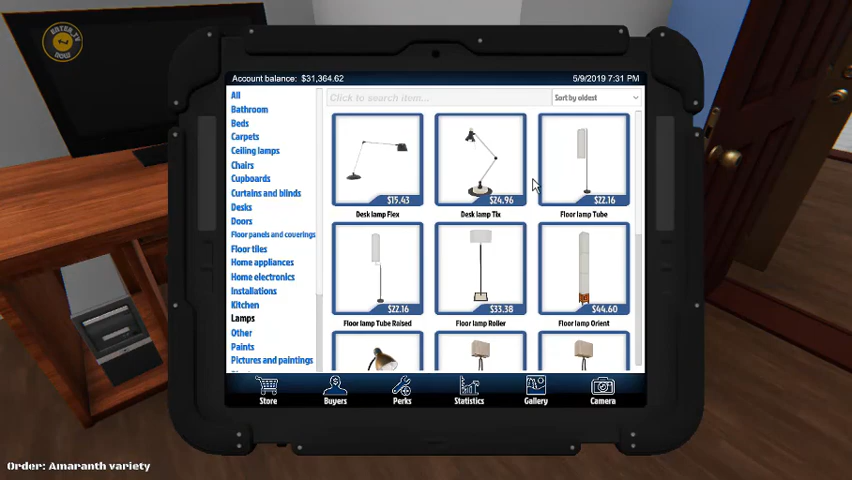 ENTER.TV
NOW
Account balance: $31,364.62
5/9/2019 7:31 PM
Click to search item...
Sort by oldest
All
Bathroom
Beds
Carpets
Ceiling lamps
Chairs
Cupboards
Curtains and blinds
Desks
Doors
Floor panels and coverings
Floor tiles
Home appliances
Home electronics
Installations
Kitchen
Lamps
Other
Paints
Pictures and paintings
$15.43
$24.96
$22.16
Desk lamp Flex
Desk lamp Tix
Floor lamp Tube
$22.16
$33.38
$44.60
Floor lamp Tube Raised
Floor lamp Roller
Floor lamp Orient
Store
Buyers
Perks
Statistics
Gallery
Camera
Order: Amaranth variety